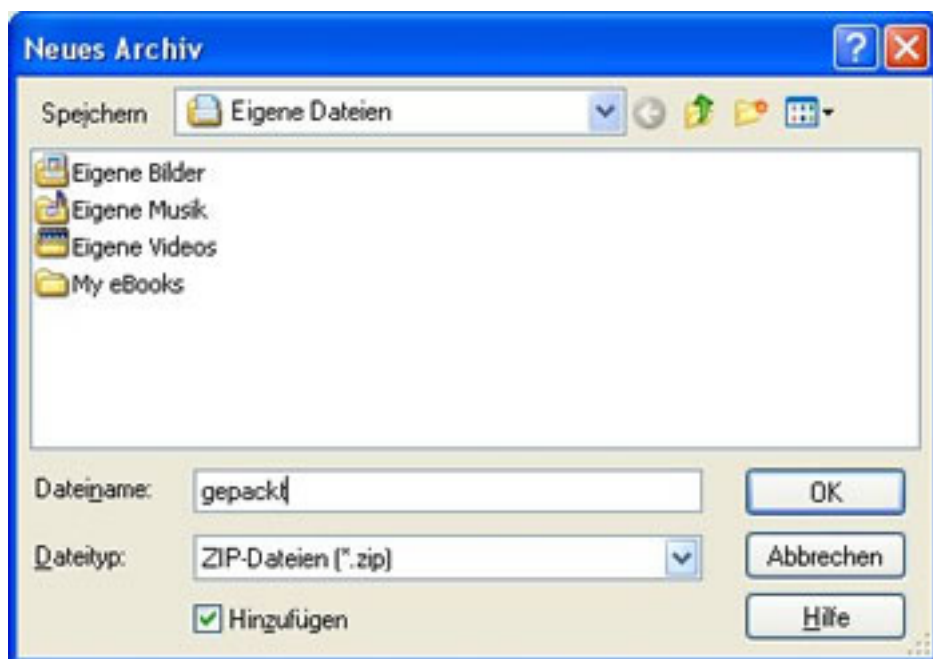 Neues Archiv
Speichern Eigene Dateien
Eigene Bilder
Eigene Musik
Eigene Videos
My eBooks
Dateiname: gepackt OK
Dateityp: ZIP-Dateien (*.zip) Abbrechen
Hinzufügen Hilfe